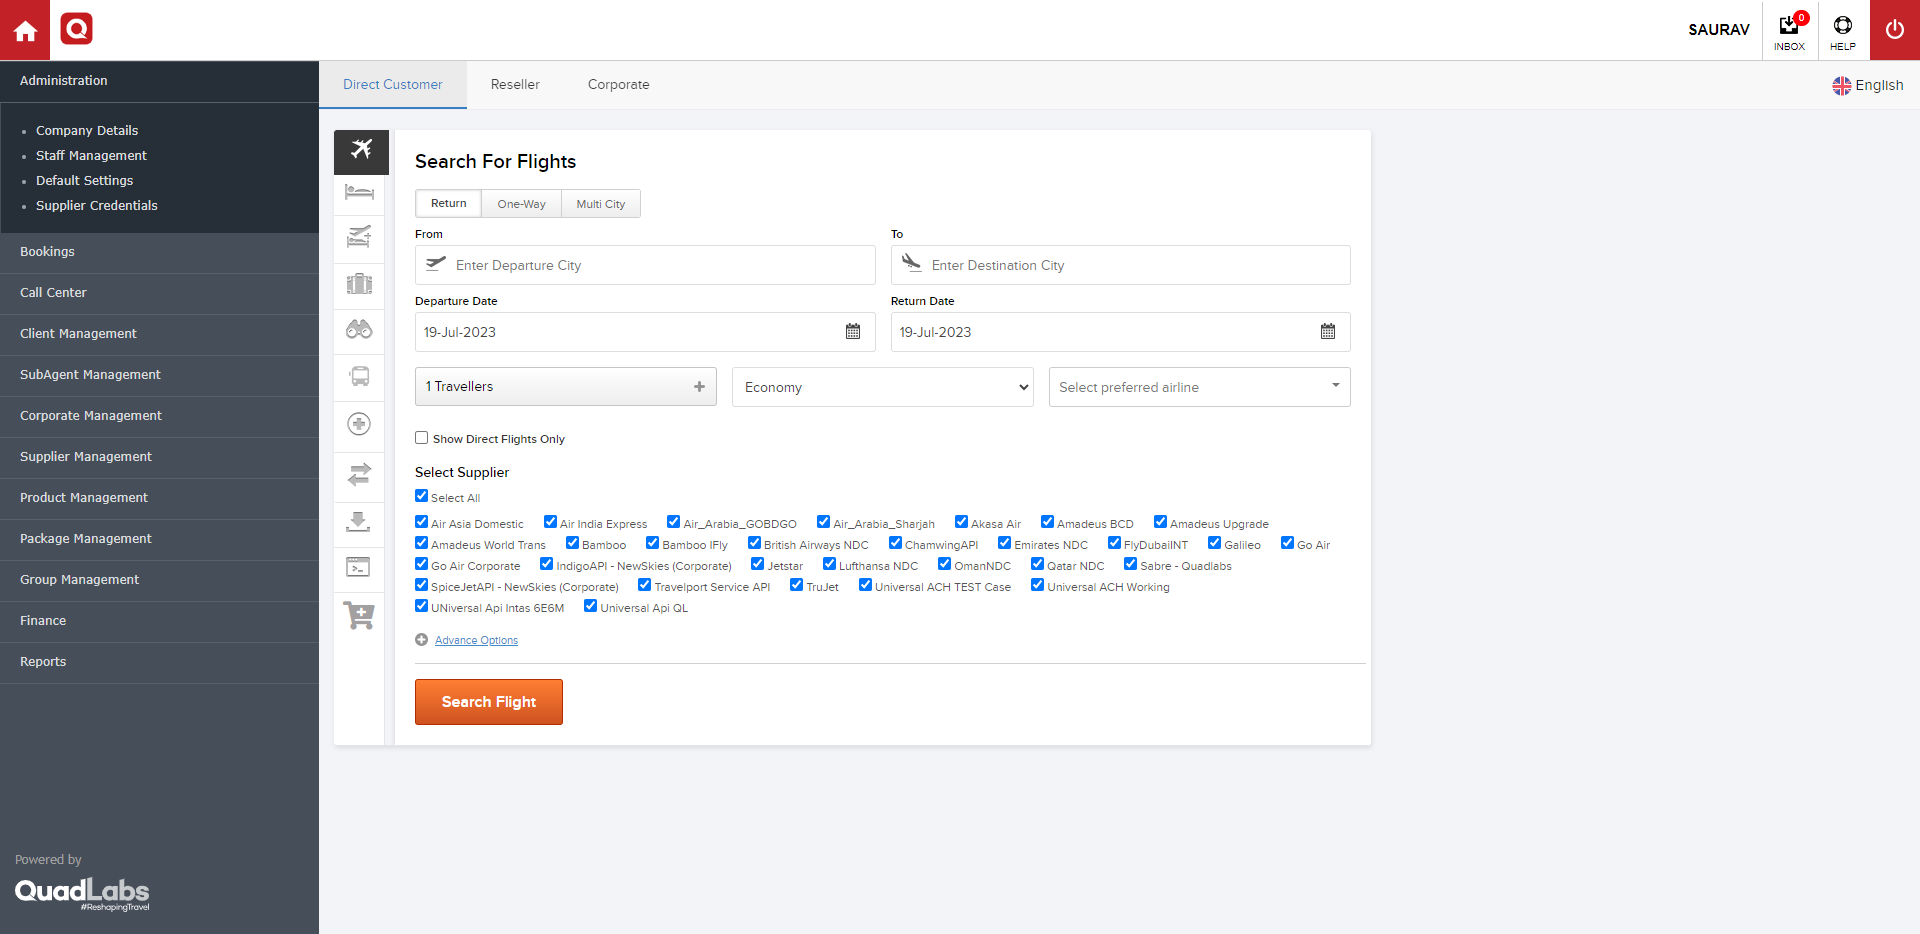 SAURAV
0
INBOX
HELP
Administration
Company Details
Staff Management
Default Settings
Supplier Credentials
Bookings
Call Center
Client Management
SubAgent Management
Corporate Management
Supplier Management
Product Management
Package Management
Group Management
Finance
Reports
Powered by
QuadLabs
#ReshapingTravel
Direct Customer Reseller Corporate
English
Search For Flights
Return One-Way Multi City
From To
Enter Departure City Enter Destination City
Departure Date Return Date
19-Jul-2023 19-Jul-2023
1 Travellers Economy Select preferred airline
Show Direct Flights Only
Select Supplier
Select All
Air Asia Domestic Air India Express Air_Arabia_GOBDGO Air_Arabia_Sharjah Akasa Air Amadeus BCD Amadeus Upgrade
Amadeus World Trans Bamboo Bamboo IFly British Airways NDC ChamwingAPI Emirates NDC FlyDubaiINT Galileo Go Air
Go Air Corporate IndigoAPI - NewSkies (Corporate) Jetstar Lufthansa NDC OmanNDC Qatar NDC Sabre - Quadlabs
SpiceJetAPI - NewSkies (Corporate) Travelport Service API TruJet Universal ACH TEST Case Universal ACH Working
UNiversal Api Intas 6E6M Universal Api QL
Advance Options
Search Flight